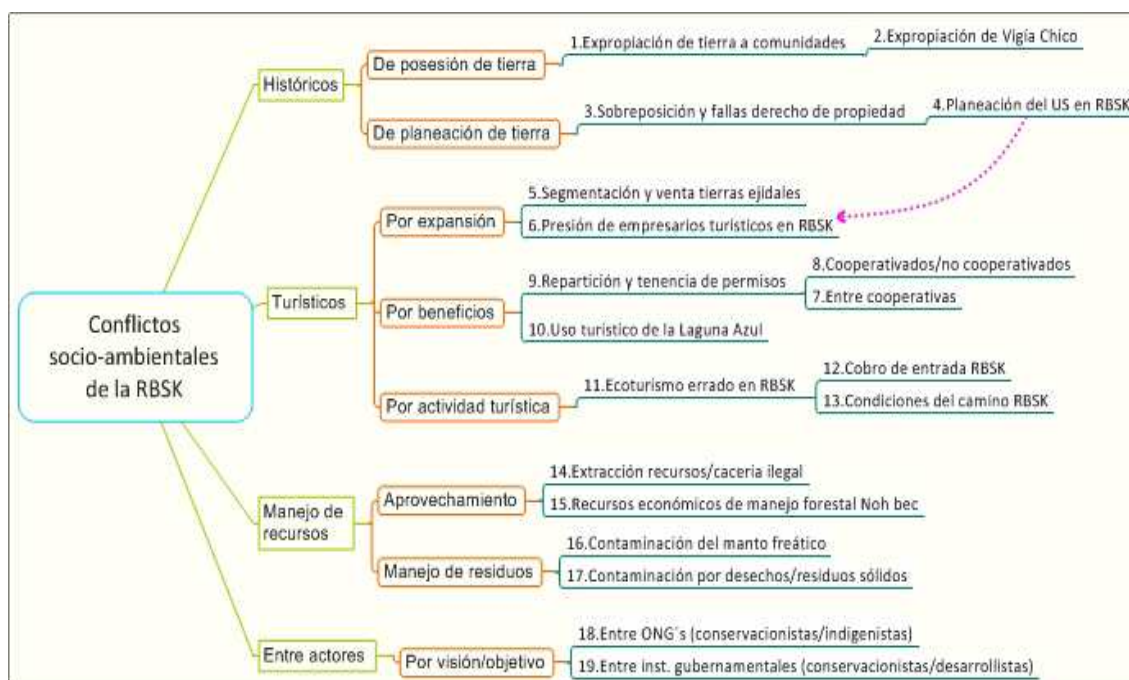 Conflictos
socio-ambientales
de la RBSK
Históricos
De posesión de tierra
1.Expropiación de tierra a comunidades
2.Expropiación de Vigía Chico
De planeación de tierra
3.Sobreposición y fallas derecho de propiedad
4.Planeación del US en RBSK
Turísticos
Por expansión
5.Segmentación y venta tierras ejidales
6.Presión de empresarios turísticos en RBSK
Por beneficios
9.Repartición y tenencia de permisos
8.Cooperativados/no cooperativados
7.Entre cooperativas
10.Uso turístico de la Laguna Azul
Por actividad turística
11.Ecoturismo errado en RBSK
12.Cobro de entrada RBSK
13.Condiciones del camino RBSK
Manejo de
recursos
Aprovechamiento
14.Extracción recursos/cacería ilegal
15.Recursos económicos de manejo forestal Noh bec
Manejo de residuos
16.Contaminación del manto freático
17.Contaminación por desechos/residuos sólidos
Entre actores
Por visión/objetivo
18.Entre ONG´s (conservacionistas/indigenistas)
19.Entre inst. gubernamentales (conservacionistas/desarrollistas)